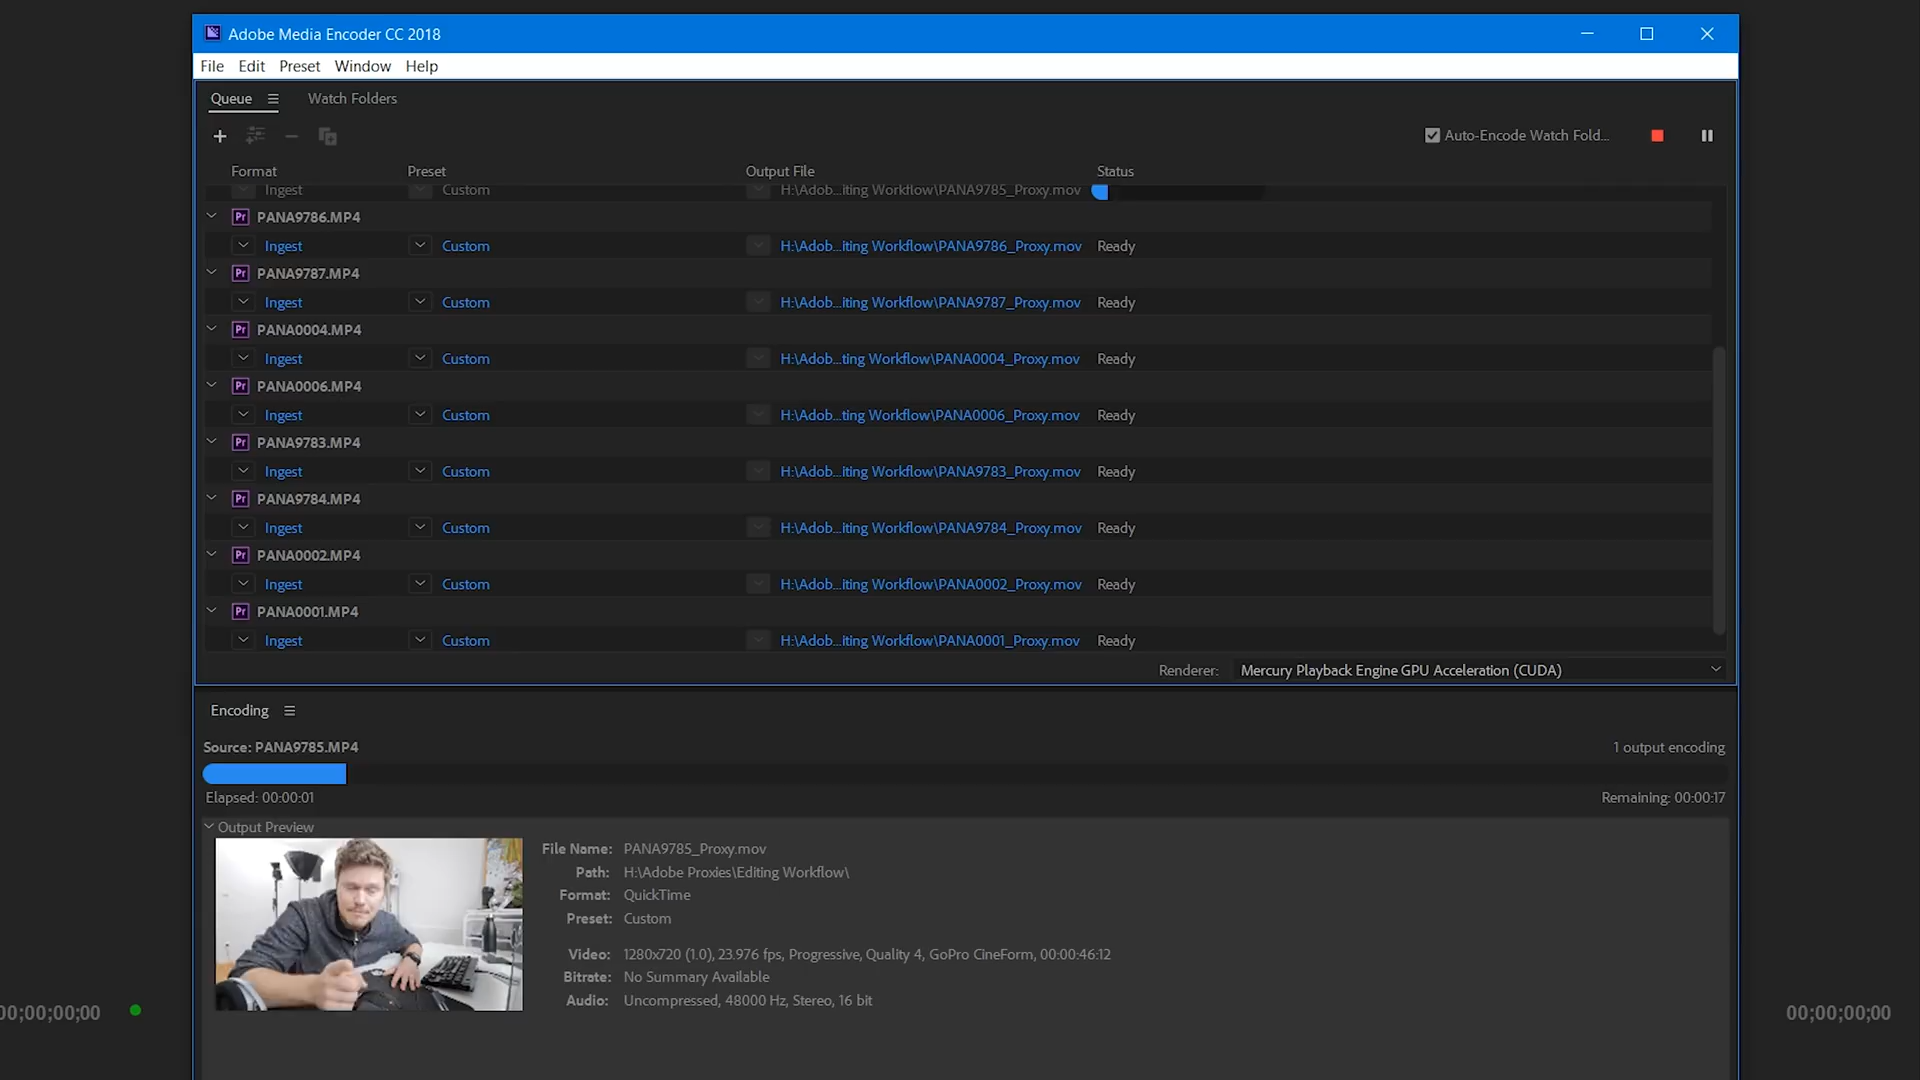 Adobe Media Encoder CC 2018
File Edit Preset Window Help
Queue Watch Folders
Auto-Encode Watch Fold...
Format Preset Output File Status
Ingest Custom H:\Adob...iting Workflow\PANA9785_Proxy.mov
Pr PANA9786.MP4
Ingest Custom H:\Adob...iting Workflow\PANA9786_Proxy.mov Ready
Pr PANA9787.MP4
Ingest Custom H:\Adob...iting Workflow\PANA9787_Proxy.mov Ready
Pr PANA0004.MP4
Ingest Custom H:\Adob...ting Workflow\PANA0004_Proxy.mov Ready
Pr PANA0006.MP4
Ingest Custom H:\Adob...ting Workflow\PANA0006_Proxy.mov Ready
Pr PANA9783.MP4
Ingest Custom H:\Adob...iting Workflow\PANA9783_Proxy.mov Ready
Pr PANA9784.MP4
Ingest Custom H:\Adob...iting Workflow\PANA9784_Proxy.mov Ready
Pr PANA0002.MP4
Ingest Custom H:\Adob...iting Workflow\PANA0002_Proxy.mov Ready
Pr PANA0001.MP4
Ingest Custom H:\Adob...iting Workflow\PANA0001_Proxy.mov Ready
Renderer: Mercury Playback Engine GPU Acceleration (CUDA)
Encoding
Source: PANA9785.MP4 1 output encoding
Elapsed: 00:00:01 Remaining: 00:00:17
Output Preview
File Name: PANA9785_Proxy.mov
Path: H:\Adobe Proxies\Editing Workflow\
Format: QuickTime
Preset: Custom
Video: 1280x720 (1.0), 23.976 fps, Progressive, Quality 4, GoPro CineForm, 00:00:46:12
Bitrate: No Summary Available
Audio: Uncompressed, 48000 Hz, Stereo, 16 bit
00;00;00;00 00;00;00;00